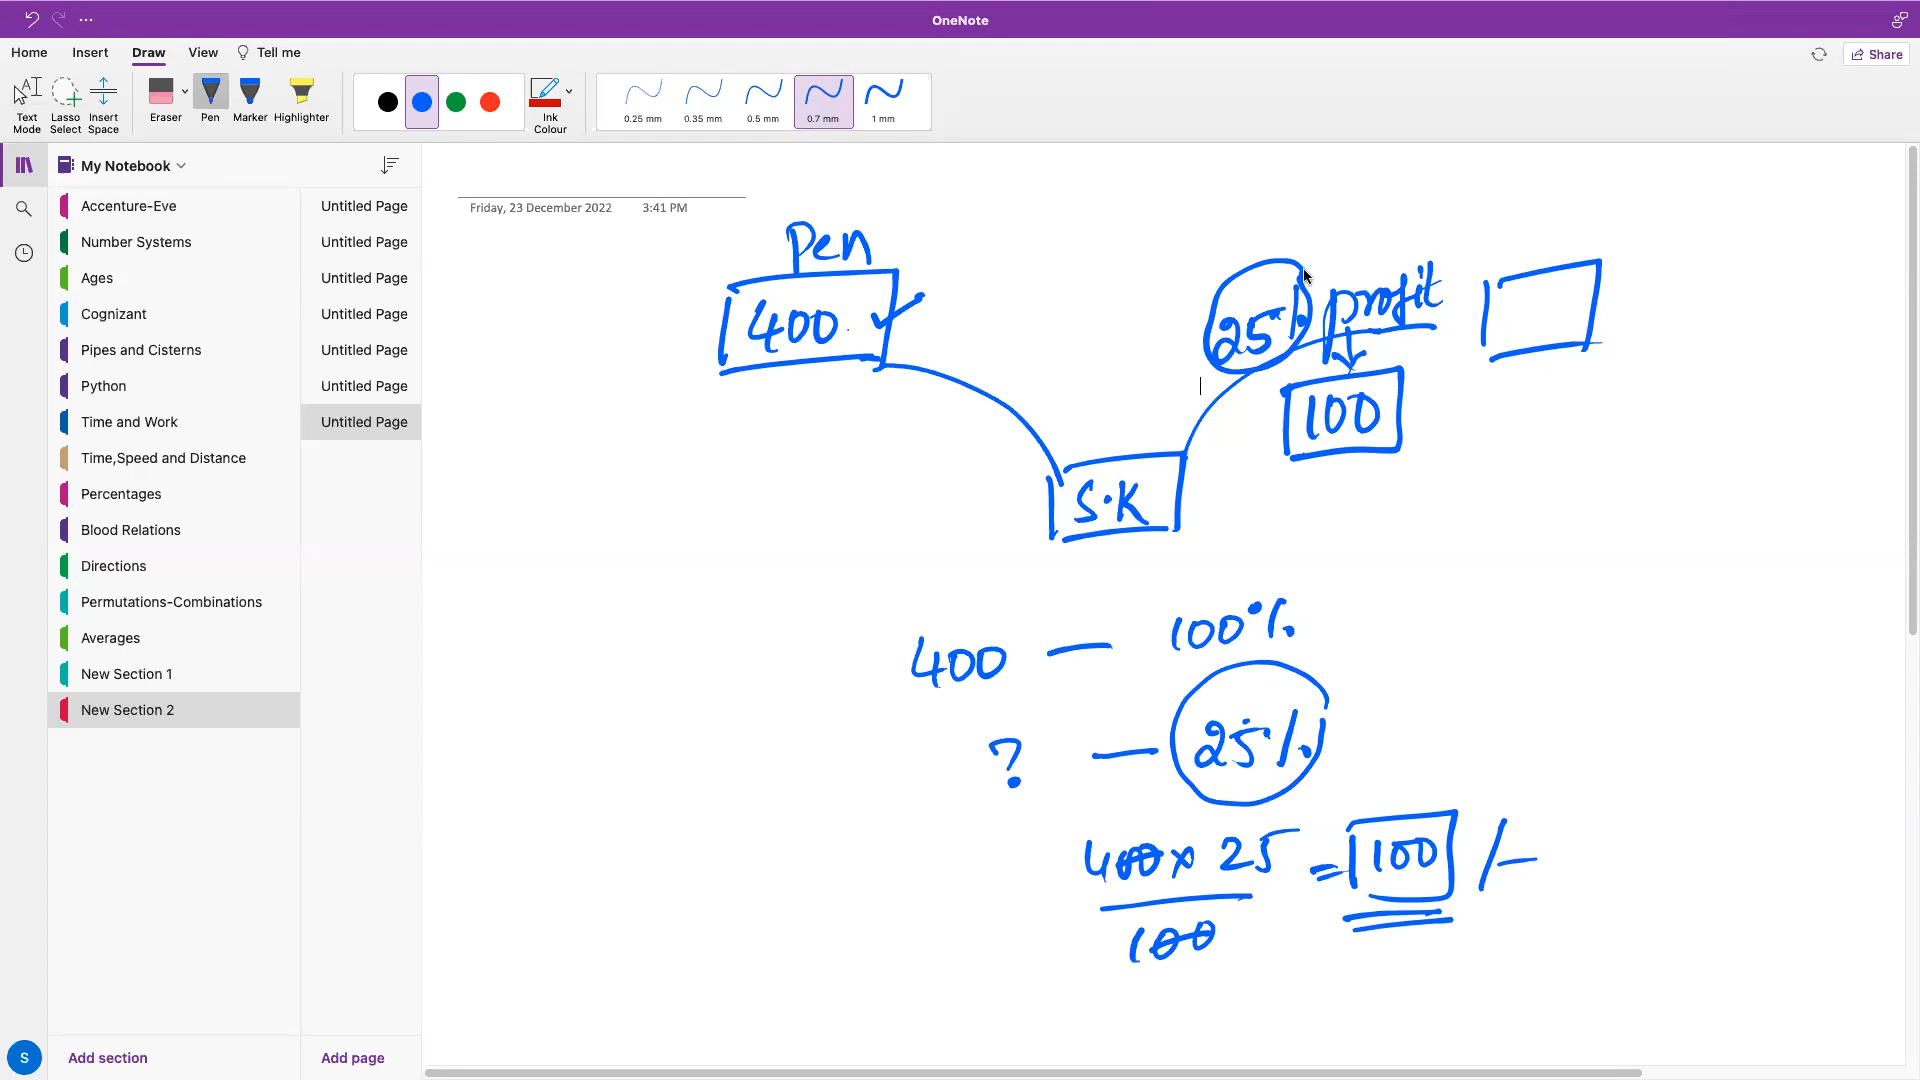 OneNote
Home Insert Draw View Tell me
Share
Text Mode
Lasso Select
Insert Space
Eraser
Pen
Marker
Highlighter
Ink Colour
0.25 mm
0.35 mm
0.5 mm
0.7 mm
1 mm
My Notebook
Accenture-Eve
Number Systems
Ages
Cognizant
Pipes and Cisterns
Python
Time and Work
Time,Speed and Distance
Percentages
Blood Relations
Directions
Permutations-Combinations
Averages
New Section 1
New Section 2
Add section
S
Untitled Page
Untitled Page
Untitled Page
Untitled Page
Untitled Page
Untitled Page
Untitled Page
Add page
Friday, 23 December 2022 3:41 PM
Pen
400
25% profit
100
S.K
400 — 100%
? — 25%
400 x 25 = 100 /-
100